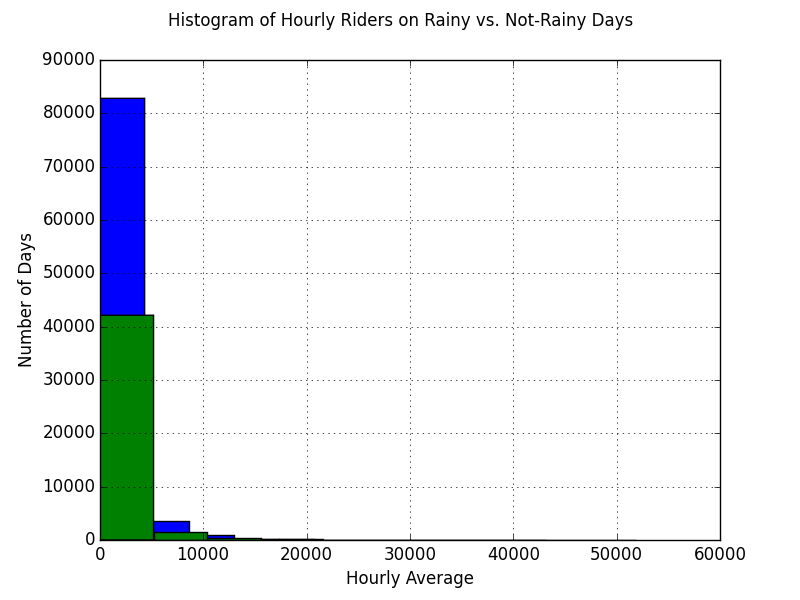 Histogram of Hourly Riders on Rainy vs. Not-Rainy Days
90000
80000
70000
60000
50000
40000
30000
20000
10000
0
Number of Days
0 10000 20000 30000 40000 50000 60000
Hourly Average